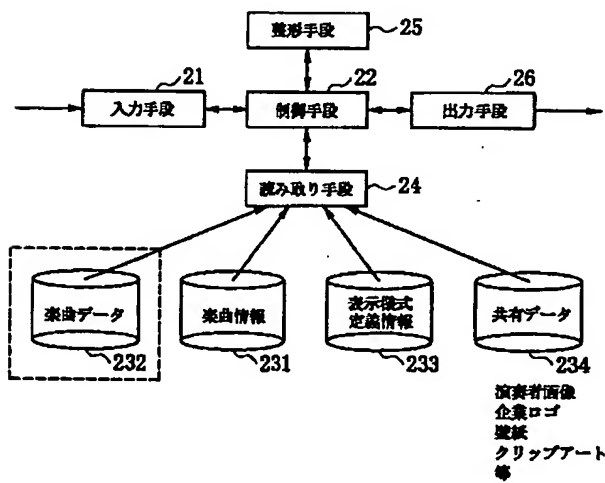 整形手段
25
21
22
26
入力手段
制御手段
出力手段
読み取り手段
24
楽曲データ
楽曲情報
表示様式
定義情報
共有データ
232
231
233
234
演奏者画像
企業ロゴ
壁紙
クリップアート
等